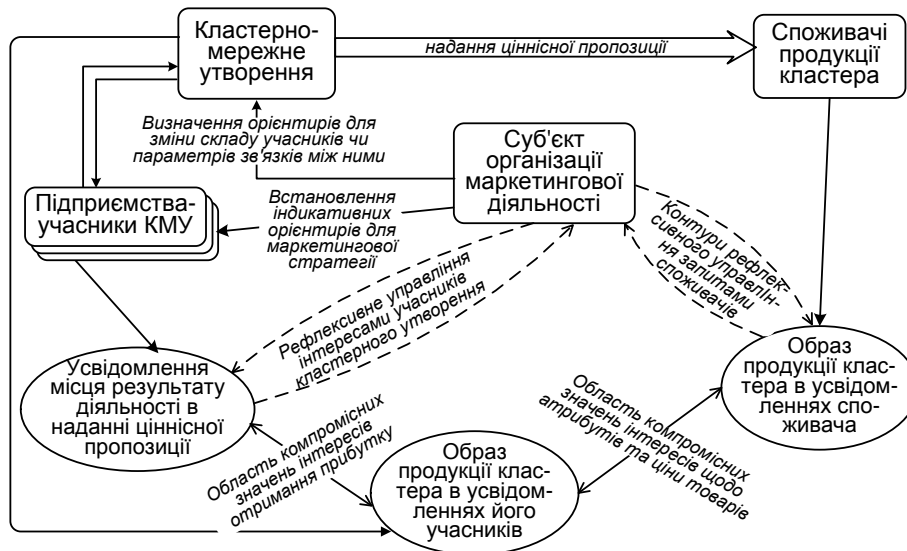 Кластерно-
мережне
утворення
надання ціннісної пропозиції
Споживачі
продукції
кластера
Визначення орієнтирів для
зміни складу учасників чи
параметрів зв'язків між ними
Суб'єкт
організації
маркетингової
діяльності
Підприємства-
учасники КМУ
Встановлення
індикативних
орієнтирів для
маркетингової
стратегії
Контури рефлек-
сивного управлін-
ня запитами
споживачів
Рефлексивне управління
інтересами учасників
кластерного утворення
Усвідомлення
місця результату
діяльності в
наданні ціннісної
пропозиції
Образ
продукції кла-
стера в усвідом-
леннях спо-
живача
Область компромісних
значень інтересів
отримання прибутку
Образ
продукції кла-
стера в усвідом-
леннях його
учасників
Область компромісних
значень інтересів щодо
атрибутів та ціни товарів